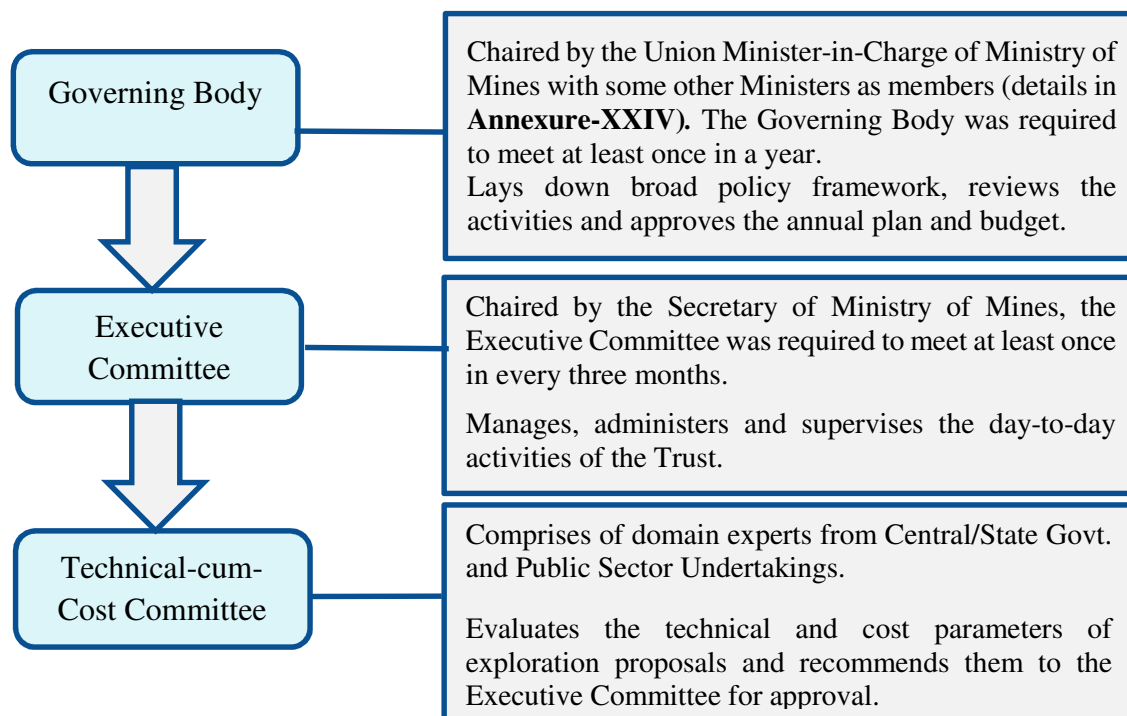 Governing Body
Chaired by the Union Minister-in-Charge of Ministry of
Mines with some other Ministers as members (details in
Annexure-XXIV). The Governing Body was required
to meet at least once in a year.
Lays down broad policy framework, reviews the
activities and approves the annual plan and budget.
Executive
Committee
Chaired by the Secretary of Ministry of Mines, the
Executive Committee was required to meet at least once
in every three months.
Manages, administers and supervises the day-to-day
activities of the Trust.
Technical-cum-
Cost Committee
Comprises of domain experts from Central/State Govt.
and Public Sector Undertakings.
Evaluates the technical and cost parameters of
exploration proposals and recommends them to the
Executive Committee for approval.